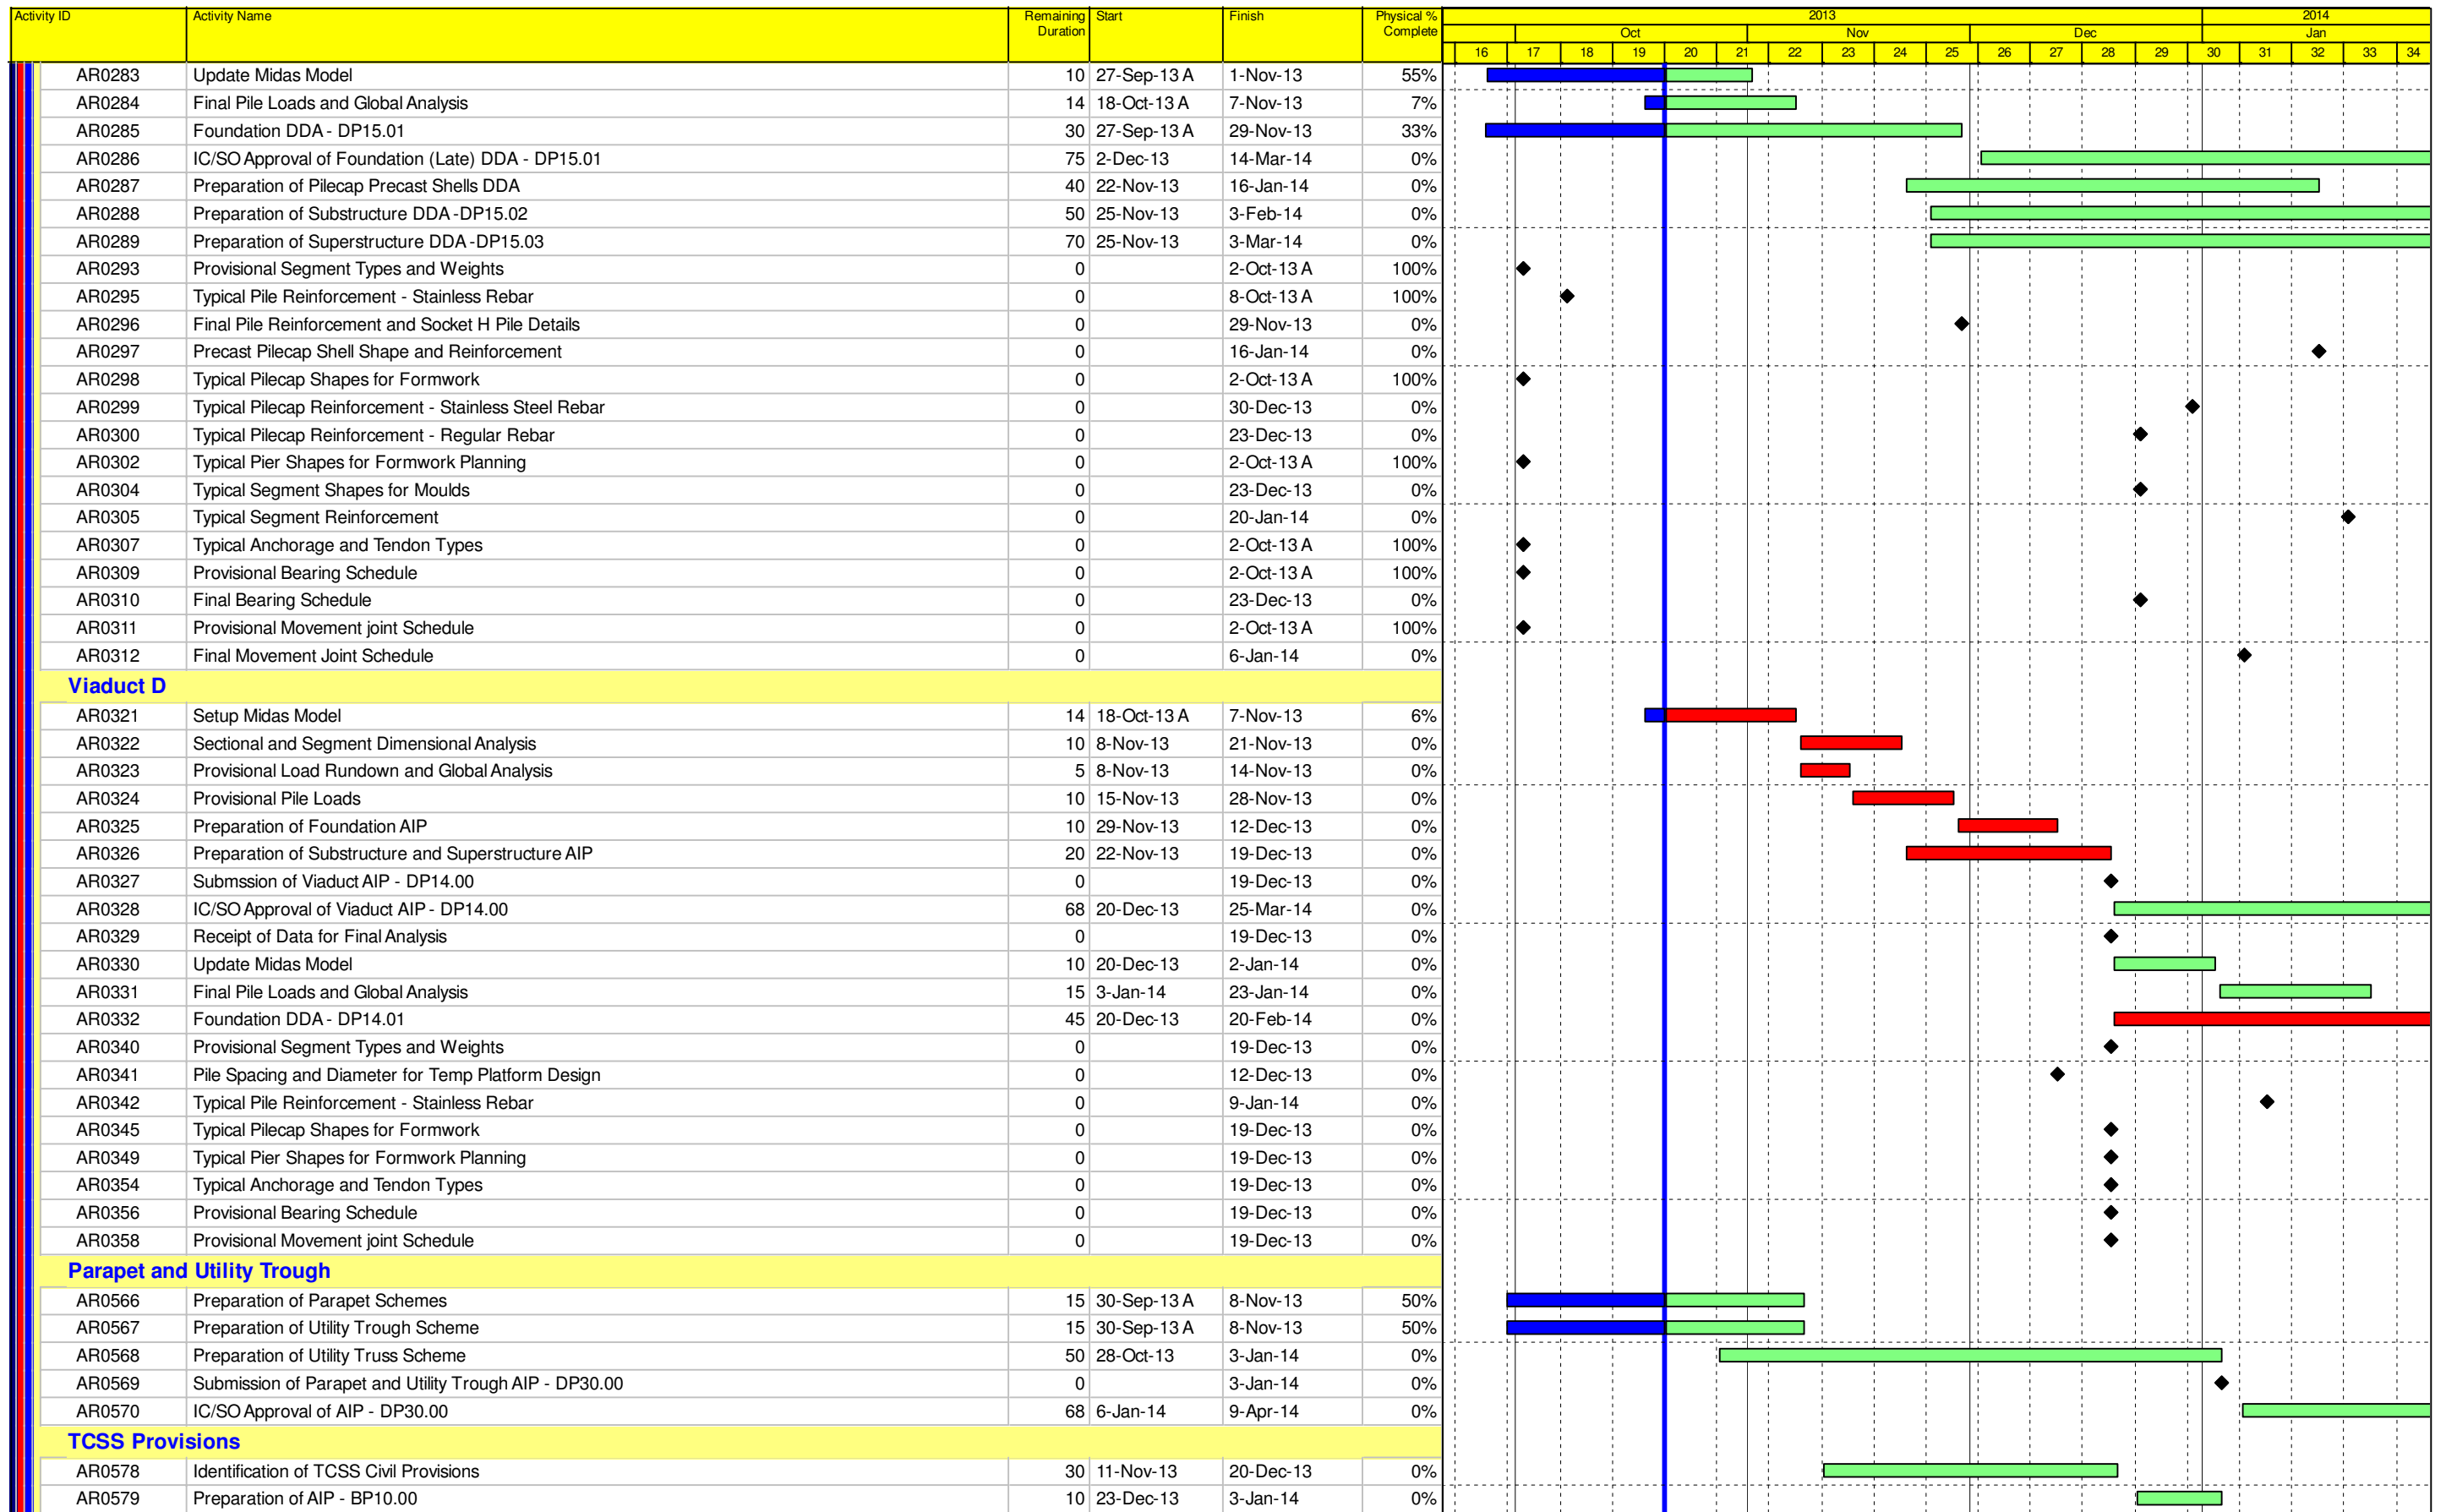 Activity ID Activity Name Remaining Duration Start Finish Physical % Complete 2013 2014
Oct Nov Dec Jan
16 17 18 19 20 21 22 23 24 25 26 27 28 29 30 31 32 33 34
AR0283 Update Midas Model 10 27-Sep-13 A 1-Nov-13 55%
AR0284 Final Pile Loads and Global Analysis 14 18-Oct-13 A 7-Nov-13 7%
AR0285 Foundation DDA - DP15.01 30 27-Sep-13 A 29-Nov-13 33%
AR0286 IC/SO Approval of Foundation (Late) DDA - DP15.01 75 2-Dec-13 14-Mar-14 0%
AR0287 Preparation of Pilecap Precast Shells DDA 40 22-Nov-13 16-Jan-14 0%
AR0288 Preparation of Substructure DDA -DP15.02 50 25-Nov-13 3-Feb-14 0%
AR0289 Preparation of Superstructure DDA -DP15.03 70 25-Nov-13 3-Mar-14 0%
AR0293 Provisional Segment Types and Weights 0 2-Oct-13 A 100%
AR0295 Typical Pile Reinforcement - Stainless Rebar 0 8-Oct-13 A 100%
AR0296 Final Pile Reinforcement and Socket H Pile Details 0 29-Nov-13 0%
AR0297 Precast Pilecap Shell Shape and Reinforcement 0 16-Jan-14 0%
AR0298 Typical Pilecap Shapes for Formwork 0 2-Oct-13 A 100%
AR0299 Typical Pilecap Reinforcement - Stainless Steel Rebar 0 30-Dec-13 0%
AR0300 Typical Pilecap Reinforcement - Regular Rebar 0 23-Dec-13 0%
AR0302 Typical Pier Shapes for Formwork Planning 0 2-Oct-13 A 100%
AR0304 Typical Segment Shapes for Moulds 0 23-Dec-13 0%
AR0305 Typical Segment Reinforcement 0 20-Jan-14 0%
AR0307 Typical Anchorage and Tendon Types 0 2-Oct-13 A 100%
AR0309 Provisional Bearing Schedule 0 2-Oct-13 A 100%
AR0310 Final Bearing Schedule 0 23-Dec-13 0%
AR0311 Provisional Movement joint Schedule 0 2-Oct-13 A 100%
AR0312 Final Movement Joint Schedule 0 6-Jan-14 0%
Viaduct D
AR0321 Setup Midas Model 14 18-Oct-13 A 7-Nov-13 6%
AR0322 Sectional and Segment Dimensional Analysis 10 8-Nov-13 21-Nov-13 0%
AR0323 Provisional Load Rundown and Global Analysis 5 8-Nov-13 14-Nov-13 0%
AR0324 Provisional Pile Loads 10 15-Nov-13 28-Nov-13 0%
AR0325 Preparation of Foundation AIP 10 29-Nov-13 12-Dec-13 0%
AR0326 Preparation of Substructure and Superstructure AIP 20 22-Nov-13 19-Dec-13 0%
AR0327 Submssion of Viaduct AIP - DP14.00 0 19-Dec-13 0%
AR0328 IC/SO Approval of Viaduct AIP - DP14.00 68 20-Dec-13 25-Mar-14 0%
AR0329 Receipt of Data for Final Analysis 0 19-Dec-13 0%
AR0330 Update Midas Model 10 20-Dec-13 2-Jan-14 0%
AR0331 Final Pile Loads and Global Analysis 15 3-Jan-14 23-Jan-14 0%
AR0332 Foundation DDA - DP14.01 45 20-Dec-13 20-Feb-14 0%
AR0340 Provisional Segment Types and Weights 0 19-Dec-13 0%
AR0341 Pile Spacing and Diameter for Temp Platform Design 0 12-Dec-13 0%
AR0342 Typical Pile Reinforcement - Stainless Rebar 0 9-Jan-14 0%
AR0345 Typical Pilecap Shapes for Formwork 0 19-Dec-13 0%
AR0349 Typical Pier Shapes for Formwork Planning 0 19-Dec-13 0%
AR0354 Typical Anchorage and Tendon Types 0 19-Dec-13 0%
AR0356 Provisional Bearing Schedule 0 19-Dec-13 0%
AR0358 Provisional Movement joint Schedule 0 19-Dec-13 0%
Parapet and Utility Trough
AR0566 Preparation of Parapet Schemes 15 30-Sep-13 A 8-Nov-13 50%
AR0567 Preparation of Utility Trough Scheme 15 30-Sep-13 A 8-Nov-13 50%
AR0568 Preparation of Utility Truss Scheme 50 28-Oct-13 3-Jan-14 0%
AR0569 Submission of Parapet and Utility Trough AIP - DP30.00 0 3-Jan-14 0%
AR0570 IC/SO Approval of AIP - DP30.00 68 6-Jan-14 9-Apr-14 0%
TCSS Provisions
AR0578 Identification of TCSS Civil Provisions 30 11-Nov-13 20-Dec-13 0%
AR0579 Preparation of AIP - BP10.00 10 23-Dec-13 3-Jan-14 0%